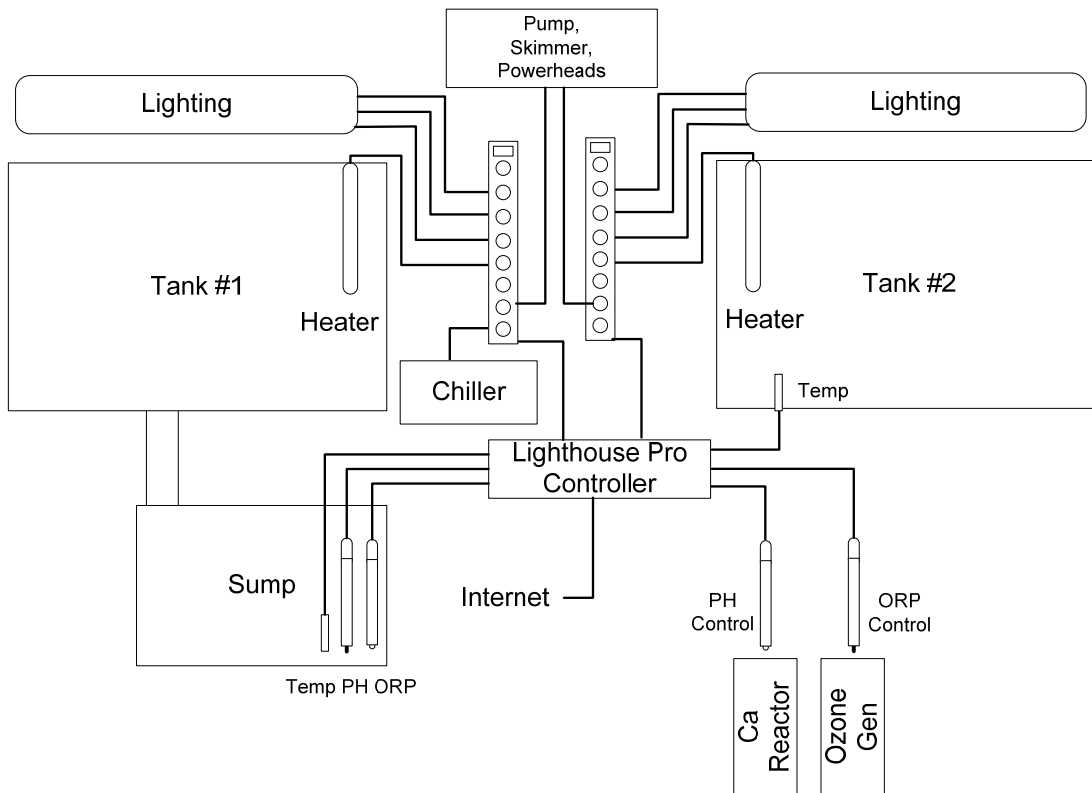 Pump,
Skimmer,
Powerheads
Lighting
Lighting
Tank #1
Heater
Tank #2
Heater
Chiller
Temp
Lighthouse Pro
Controller
Sump
Internet
PH
Control
ORP
Control
Temp PH ORP
Ca
Reactor
Ozone
Gen